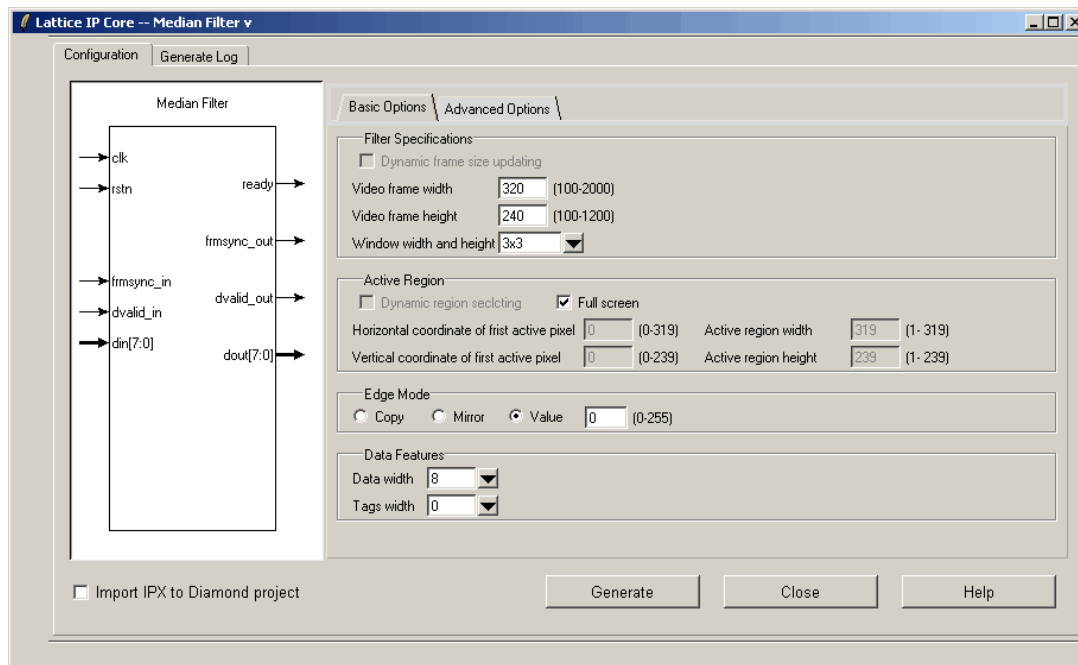 Lattice IP Core -- Median Filter v
Configuration
Generate Log
Median Filter
clk
rstn
ready
frmsync_out
frmsync_in
dvalid_out
dvalid_in
din[7:0]
dout[7:0]
Basic Options
Advanced Options
Filter Specifications
Dynamic frame size updating
Video frame width 320 (100-2000)
Video frame height 240 (100-1200)
Window width and height 3x3
Active Region
Dynamic region seclcting Full screen
Horizontal coordinate of frist active pixel 0 (0-319) Active region width 319 (1- 319)
Vertical coordinate of first active pixel 0 (0-239) Active region height 239 (1- 239)
Edge Mode
Copy Mirror Value 0 (0-255)
Data Features
Data width 8
Tags width 0
Import IPX to Diamond project
Generate
Close
Help